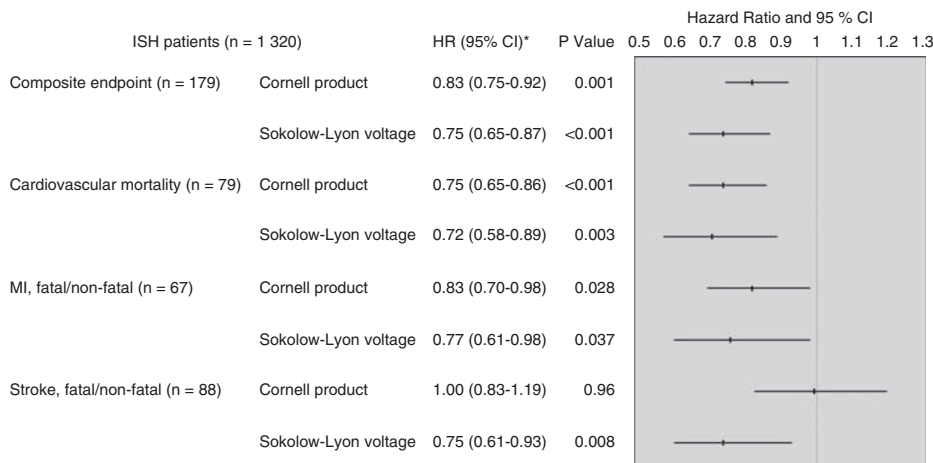 Hazard Ratio and 95 % CI
ISH patients (n = 1 320) HR (95% CI)* P Value 0.5 0.6 0.7 0.8 1 1.1 1.2 1.3
Composite endpoint (n = 179) Cornell product 0.83 (0.75-0.92) 0.001
Sokolow-Lyon voltage 0.75 (0.65-0.87) <0.001
Cardiovascular mortality (n = 79) Cornell product 0.75 (0.65-0.86) <0.001
Sokolow-Lyon voltage 0.72 (0.58-0.89) 0.003
MI, fatal/non-fatal (n = 67) Cornell product 0.83 (0.70-0.98) 0.028
Sokolow-Lyon voltage 0.77 (0.61-0.98) 0.037
Stroke, fatal/non-fatal (n = 88) Cornell product 1.00 (0.83-1.19) 0.96
Sokolow-Lyon voltage 0.75 (0.61-0.93) 0.008